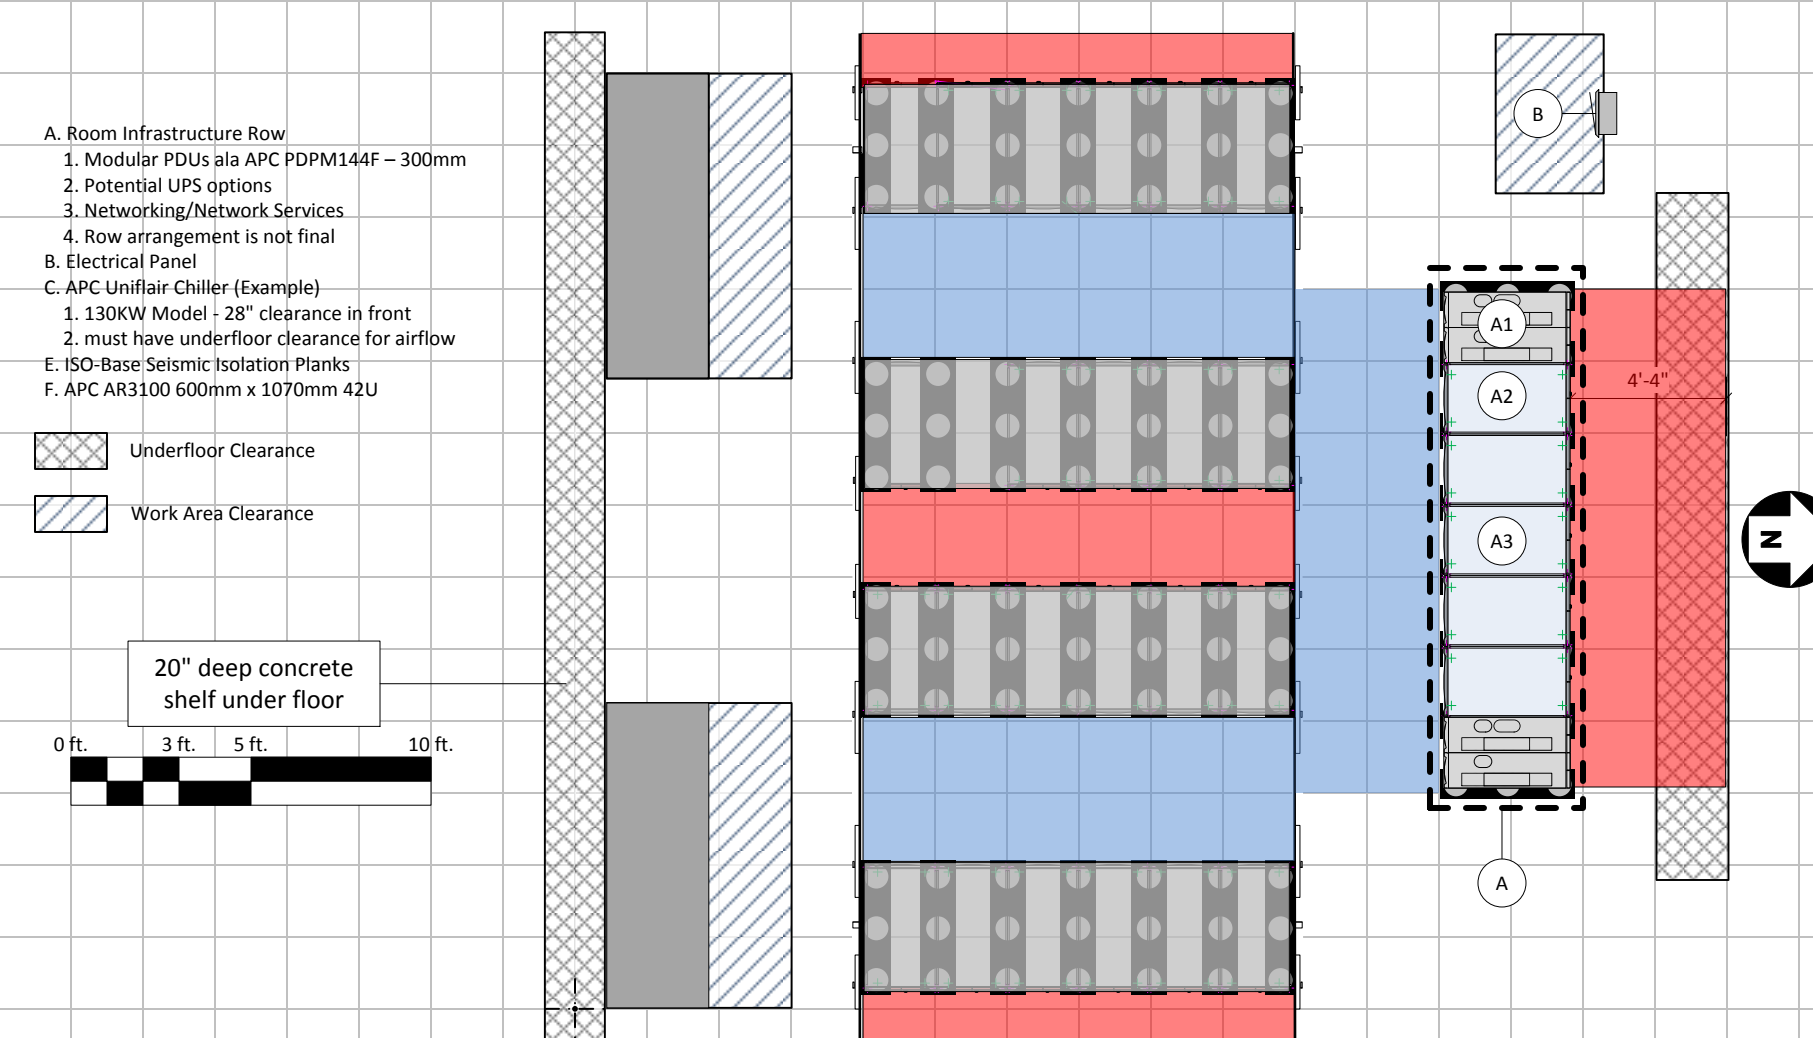 A. Room Infrastructure Row
1. Modular PDUs ala APC PDPM144F – 300mm
2. Potential UPS options
3. Networking/Network Services
4. Row arrangement is not final
B. Electrical Panel
C. APC Uniflair Chiller (Example)
1. 130KW Model - 28" clearance in front
2. must have underfloor clearance for airflow
E. ISO-Base Seismic Isolation Planks
F. APC AR3100 600mm x 1070mm 42U
Underfloor Clearance
Work Area Clearance
20" deep concrete
shelf under floor
0 ft. 3 ft. 5 ft. 10 ft.
B
A1
A2
4'-4"
A3
N
A